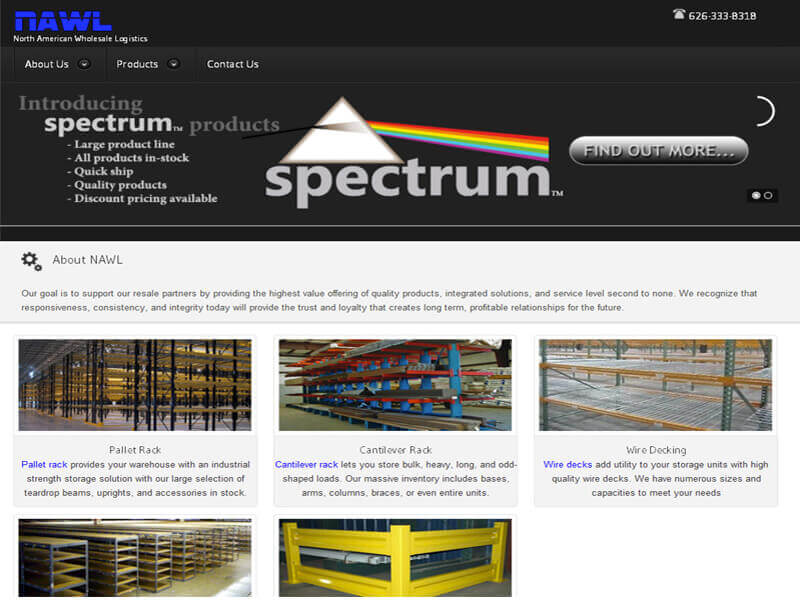 NAWL
North American Wholesale Logistics
626-333-8318
About Us
Products
Contact Us
Introducing
spectrum™ products
- Large product line
- All products in-stock
- Quick ship
- Quality products
- Discount pricing available
spectrum™
FIND OUT MORE...
About NAWL
Our goal is to support our resale partners by providing the highest value offering of quality products, integrated solutions, and service level second to none. We recognize that
responsiveness, consistency, and integrity today will provide the trust and loyalty that creates long term, profitable relationships for the future.
Pallet Rack
Pallet rack provides your warehouse with an industrial
strength storage solution with our large selection of
teardrop beams, uprights, and accessories in stock.
Cantilever Rack
Cantilever rack lets you store bulk, heavy, long, and odd-
shaped loads. Our massive inventory includes bases,
arms, columns, braces, or even entire units.
Wire Decking
Wire decks add utility to your storage units with high
quality wire decks. We have numerous sizes and
capacities to meet your needs